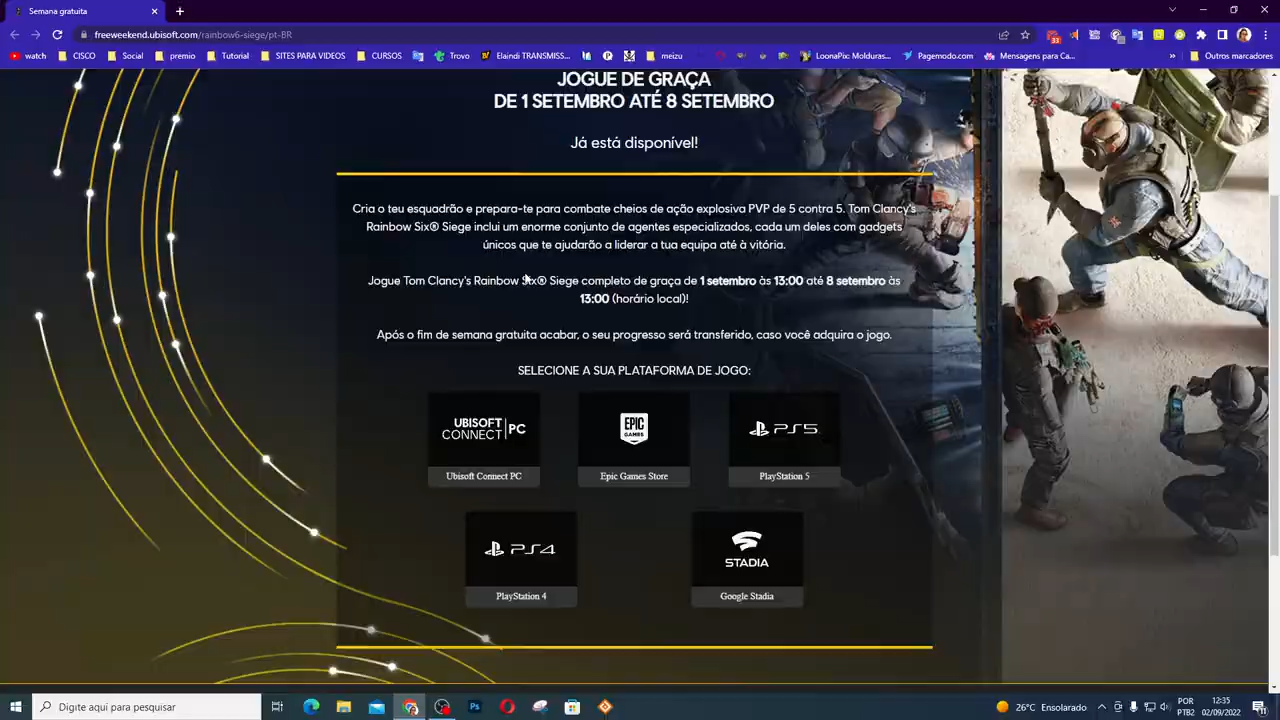 Semana gratuita
freeweekend.ubisoft.com/rainbow6-siege/pt-BR
watch CISCO Social premio Tutorial SITES PARA VIDEOS CURSOS Trovo Elaindi TRANSMISS... meizu LoonaPix: Molduras... Pagemodo.com Mensagens para Ca... » Outros marcadores
JOGUE DE GRAÇA
DE 1 SETEMBRO ATÉ 8 SETEMBRO
Já está disponível!
Cria o teu esquadrão e prepara-te para combate cheios de ação explosiva PVP de 5 contra 5. Tom Clancy's
Rainbow Six® Siege inclui um enorme conjunto de agentes especializados, cada um deles com gadgets
únicos que te ajudarão a liderar a tua equipa até à vitória.
Jogue Tom Clancy's Rainbow Six® Siege completo de graça de 1 setembro às 13:00 até 8 setembro às
13:00 (horário local)!
Após o fim de semana gratuita acabar, o seu progresso será transferido, caso você adquira o jogo.
SELECIONE A SUA PLATAFORMA DE JOGO:
UBISOFT
CONNECT PC
EPIC
GAMES
PS5
Ubisoft Connect PC
Epic Games Store
PlayStation 5
PS4
STADIA
PlayStation 4
Google Stadia
Digite aqui para pesquisar
26°C Ensolarado
POR
PTB2
12:35
02/09/2022